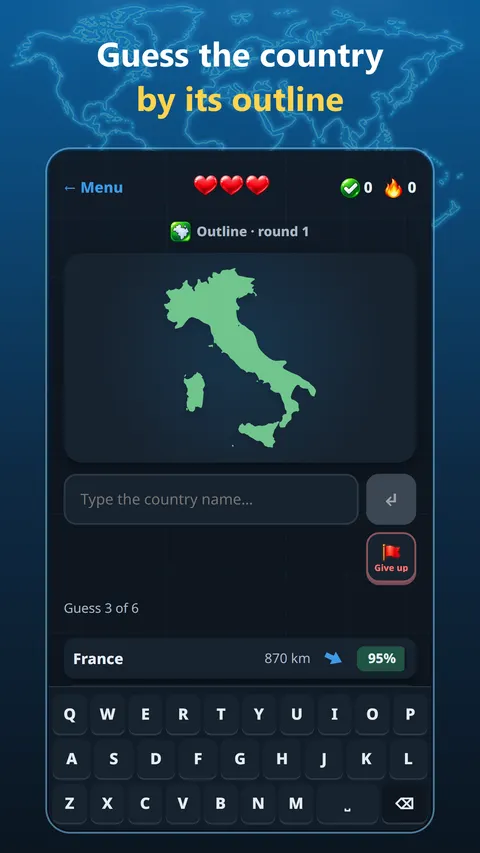 Guess the country
by its outline
← Menu
0
0
Outline · round 1
Type the country name...
Give up
Guess 3 of 6
France 870 km 95%
Q W E R T Y U I O P
A S D F G H J K L
Z X C V B N M